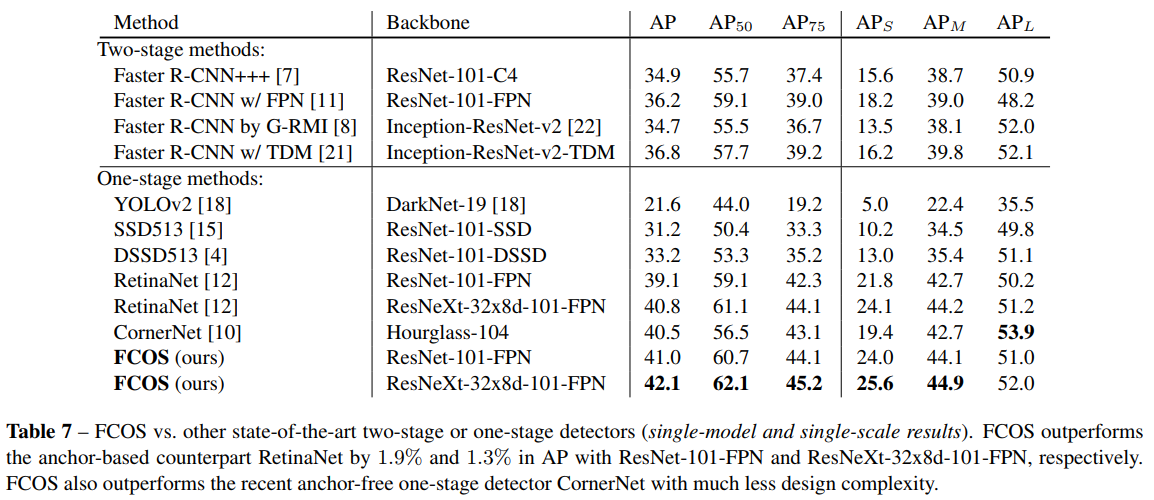 Method Backbone AP AP50 AP75 APS APM APL
Two-stage methods:
Faster R-CNN+++ [7] ResNet-101-C4 34.9 55.7 37.4 15.6 38.7 50.9
Faster R-CNN w/ FPN [11] ResNet-101-FPN 36.2 59.1 39.0 18.2 39.0 48.2
Faster R-CNN by G-RMI [8] Inception-ResNet-v2 [22] 34.7 55.5 36.7 13.5 38.1 52.0
Faster R-CNN w/ TDM [21] Inception-ResNet-v2-TDM 36.8 57.7 39.2 16.2 39.8 52.1
One-stage methods:
YOLOv2 [18] DarkNet-19 [18] 21.6 44.0 19.2 5.0 22.4 35.5
SSD513 [15] ResNet-101-SSD 31.2 50.4 33.3 10.2 34.5 49.8
DSSD513 [4] ResNet-101-DSSD 33.2 53.3 35.2 13.0 35.4 51.1
RetinaNet [12] ResNet-101-FPN 39.1 59.1 42.3 21.8 42.7 50.2
RetinaNet [12] ResNeXt-32x8d-101-FPN 40.8 61.1 44.1 24.1 44.2 51.2
CornerNet [10] Hourglass-104 40.5 56.5 43.1 19.4 42.7 53.9
FCOS (ours) ResNet-101-FPN 41.0 60.7 44.1 24.0 44.1 51.0
FCOS (ours) ResNeXt-32x8d-101-FPN 42.1 62.1 45.2 25.6 44.9 52.0
Table 7 – FCOS vs. other state-of-the-art two-stage or one-stage detectors (single-model and single-scale results). FCOS outperforms
the anchor-based counterpart RetinaNet by 1.9% and 1.3% in AP with ResNet-101-FPN and ResNeXt-32x8d-101-FPN, respectively.
FCOS also outperforms the recent anchor-free one-stage detector CornerNet with much less design complexity.